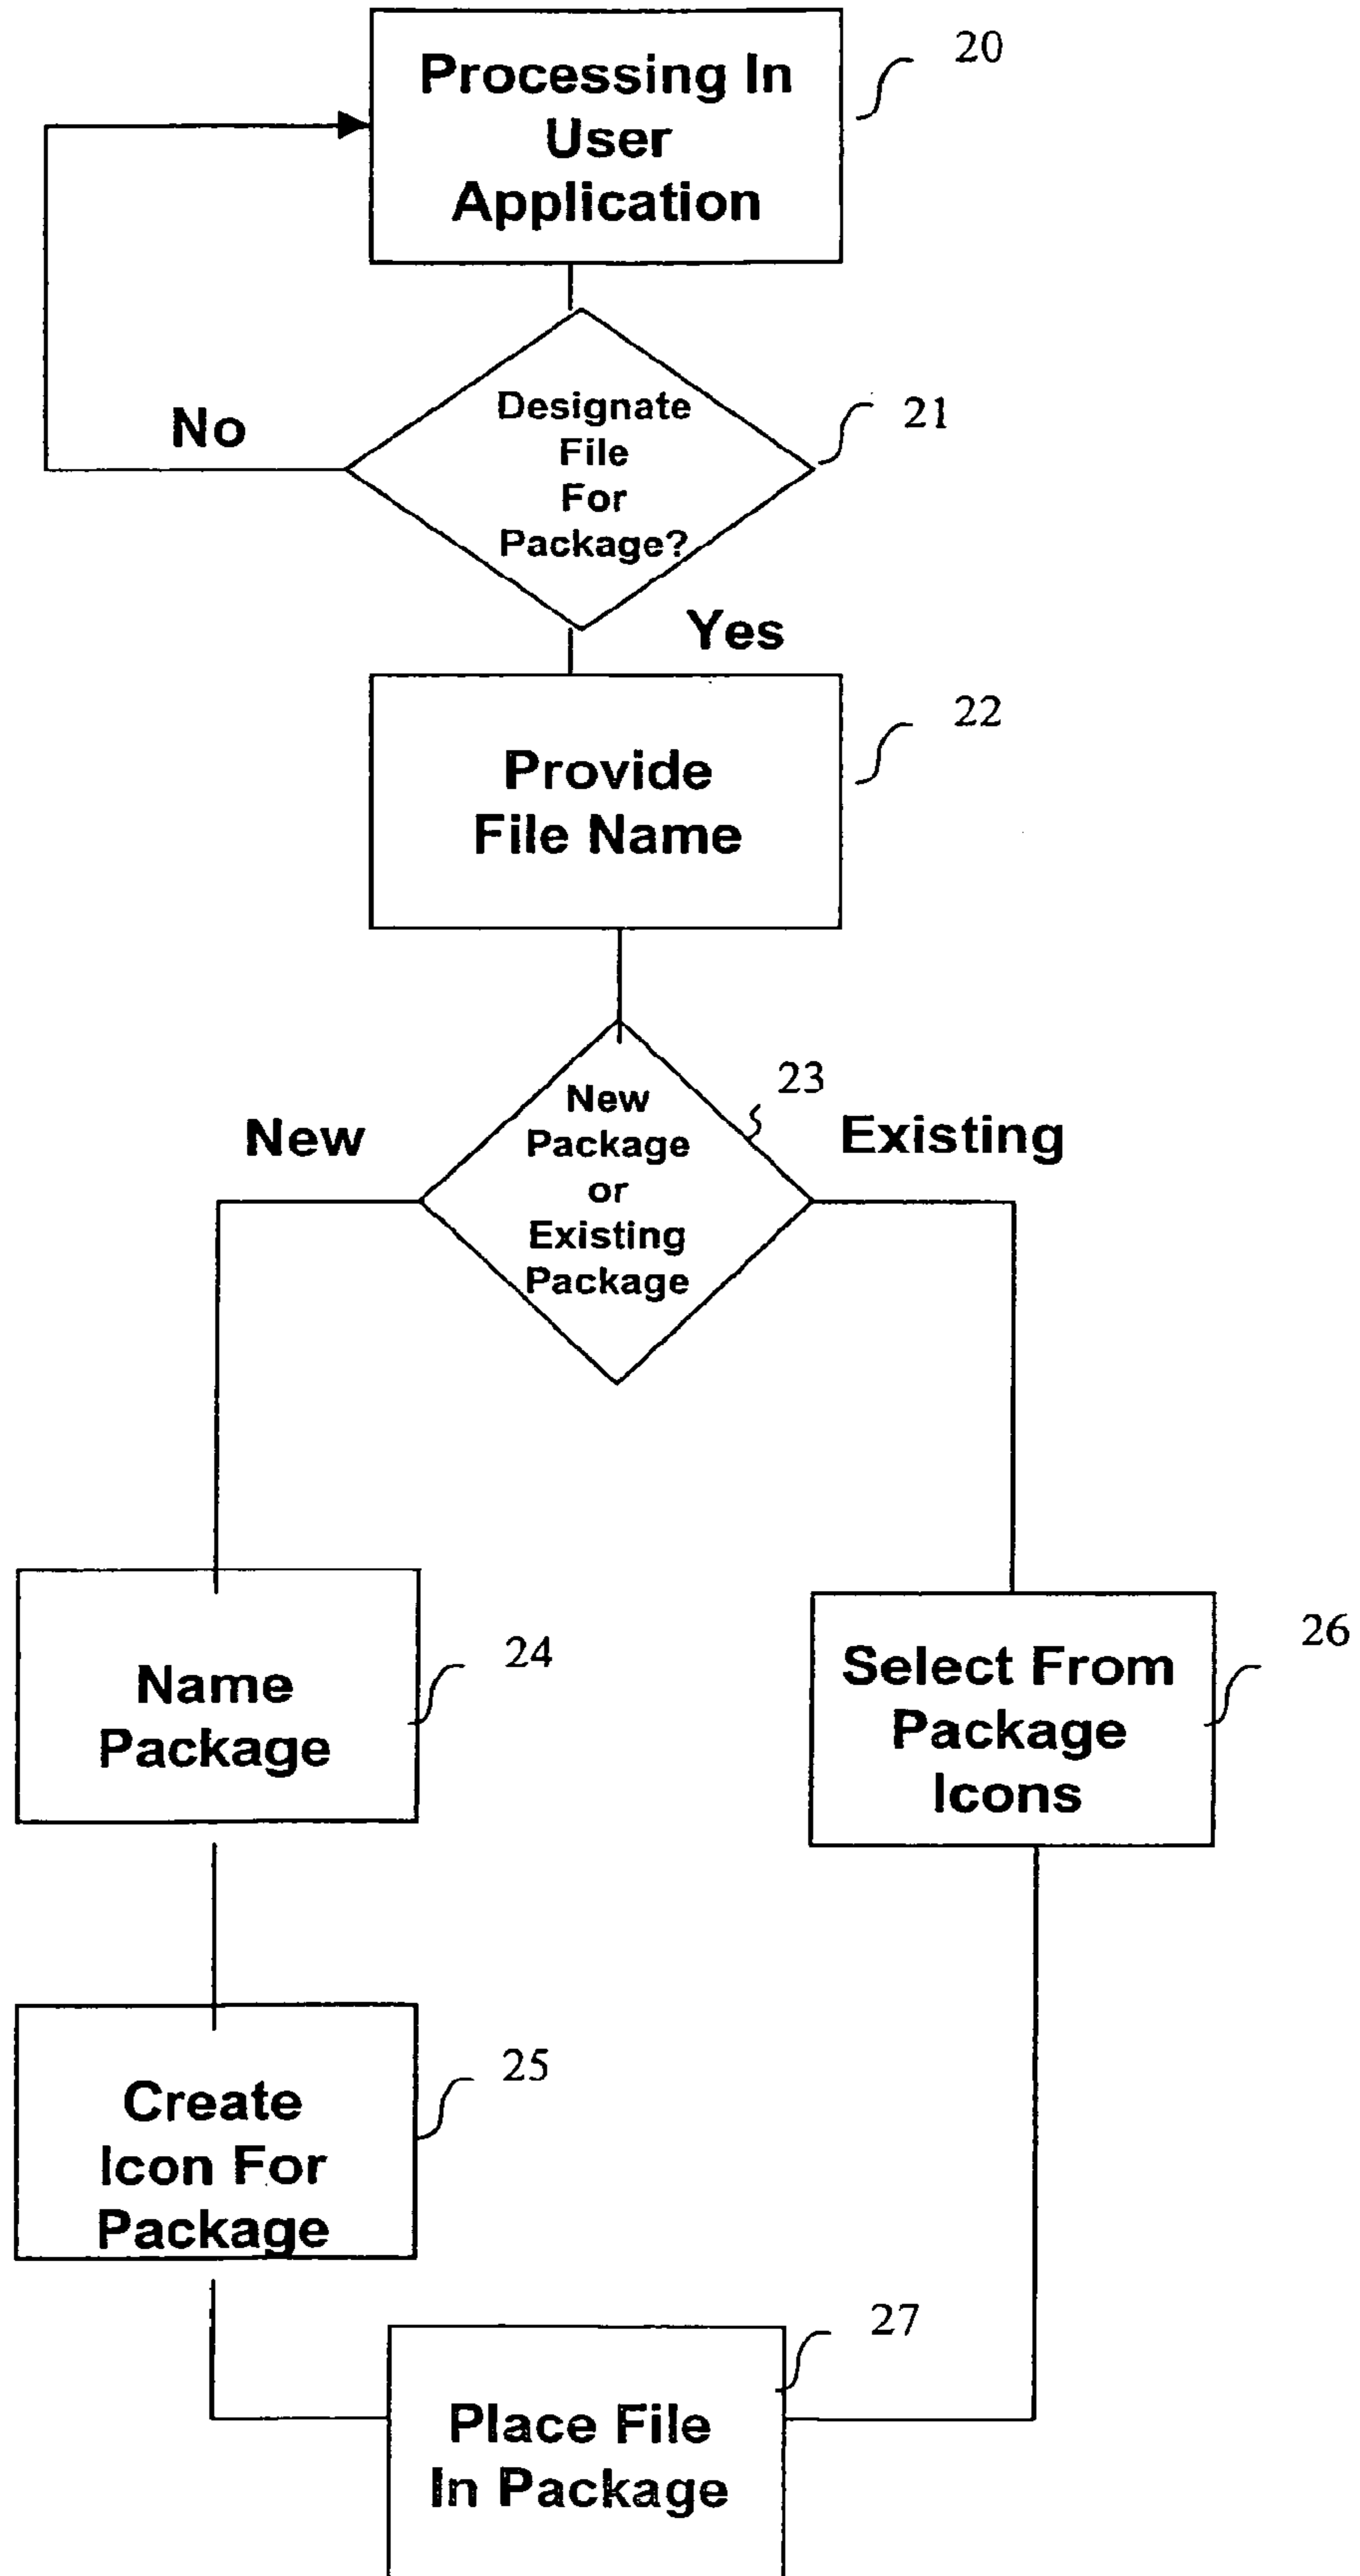 Processing In
User
Application
20
Designate
File
For
Package?
21
No
Yes
Provide
File Name
22
New
Package
or
Existing
Package
23
New
Existing
Name
Package
24
Select From
Package
Icons
26
Create
Icon For
Package
25
Place File
In Package
27